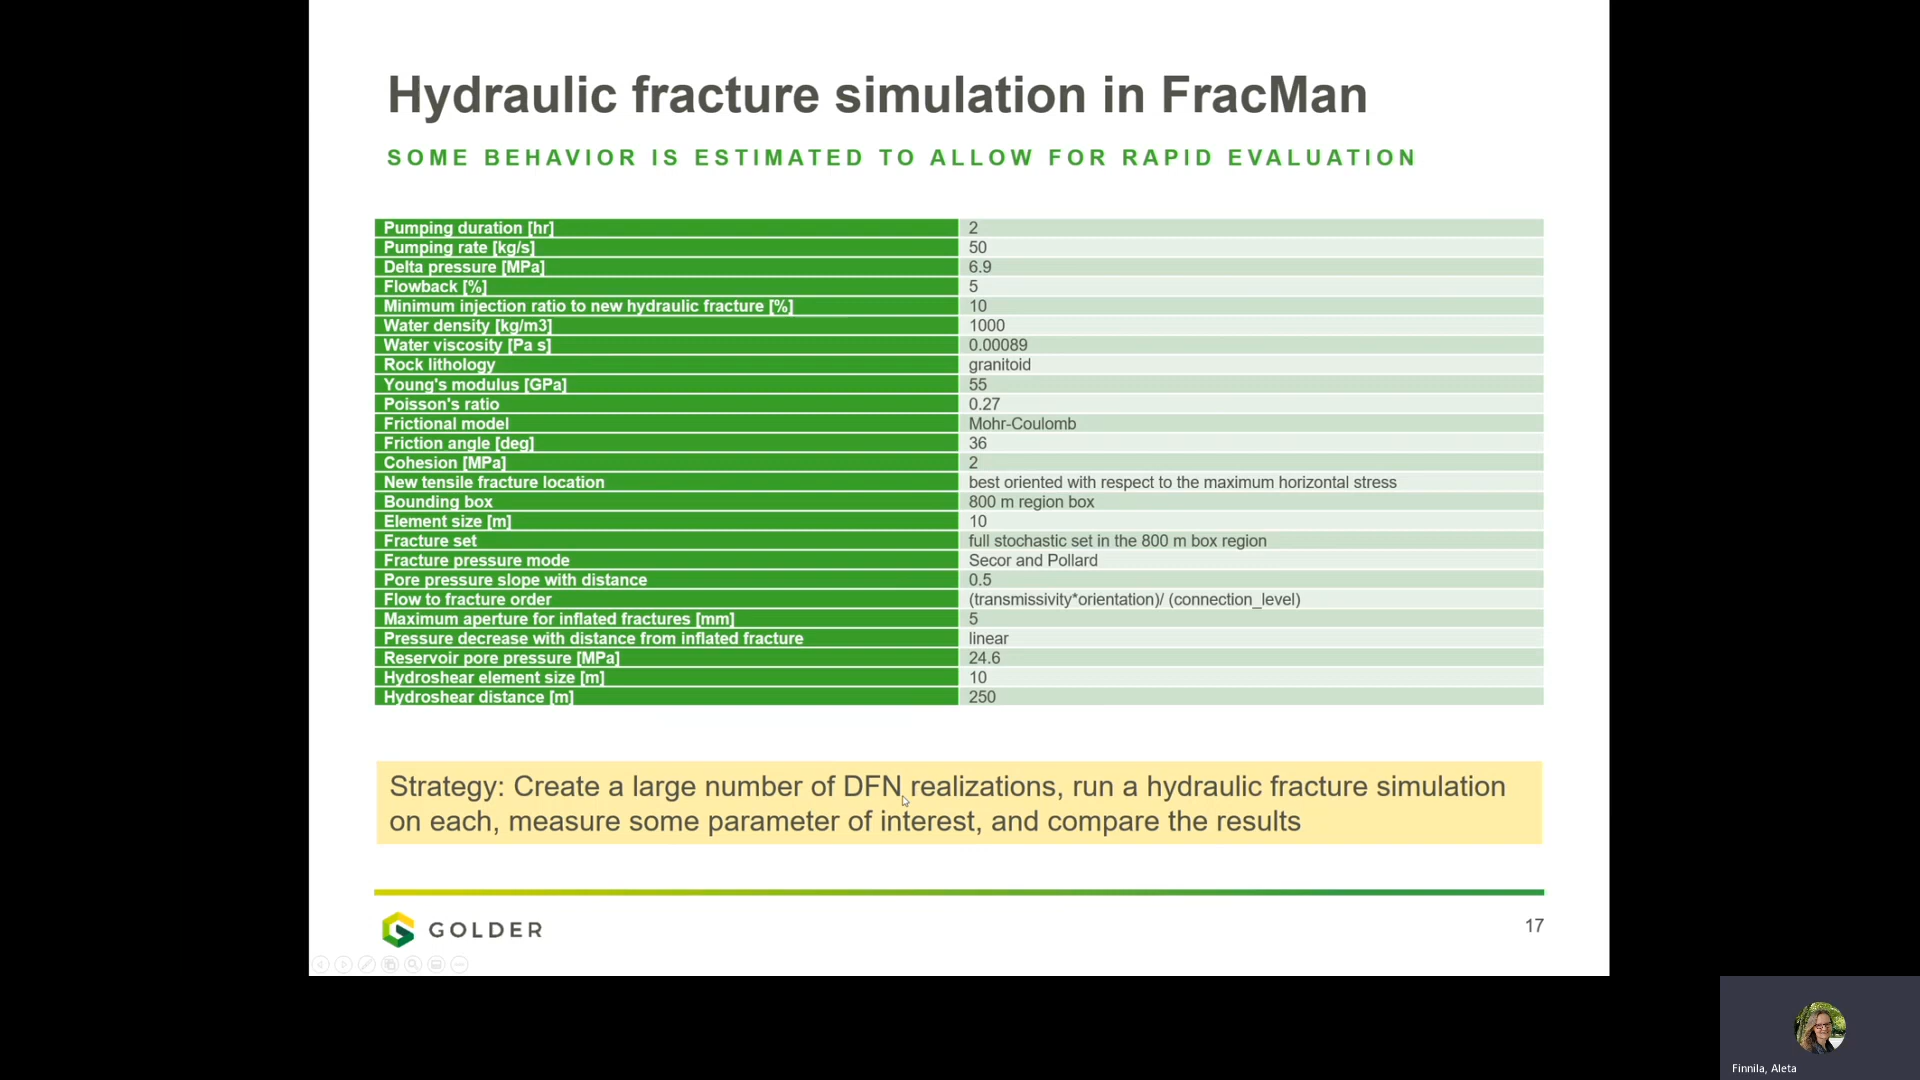 Hydraulic fracture simulation in FracMan
SOME BEHAVIOR IS ESTIMATED TO ALLOW FOR RAPID EVALUATION
Pumping duration [hr] 2
Pumping rate [kg/s] 50
Delta pressure [MPa] 6.9
Flowback [%] 5
Minimum injection ratio to new hydraulic fracture [%] 10
Water density [kg/m3] 1000
Water viscosity [Pa s] 0.00089
Rock lithology granitoid
Young's modulus [GPa] 55
Poisson's ratio 0.27
Frictional model Mohr-Coulomb
Friction angle [deg] 36
Cohesion [MPa] 2
New tensile fracture location best oriented with respect to the maximum horizontal stress
Bounding box 800 m region box
Element size [m] 10
Fracture set full stochastic set in the 800 m box region
Fracture pressure mode Secor and Pollard
Pore pressure slope with distance 0.5
Flow to fracture order (transmissivity*orientation)/ (connection_level)
Maximum aperture for inflated fractures [mm] 5
Pressure decrease with distance from inflated fracture linear
Reservoir pore pressure [MPa] 24.6
Hydroshear element size [m] 10
Hydroshear distance [m] 250
Strategy: Create a large number of DFN realizations, run a hydraulic fracture simulation
on each, measure some parameter of interest, and compare the results
GOLDER
17
Finnila, Aleta